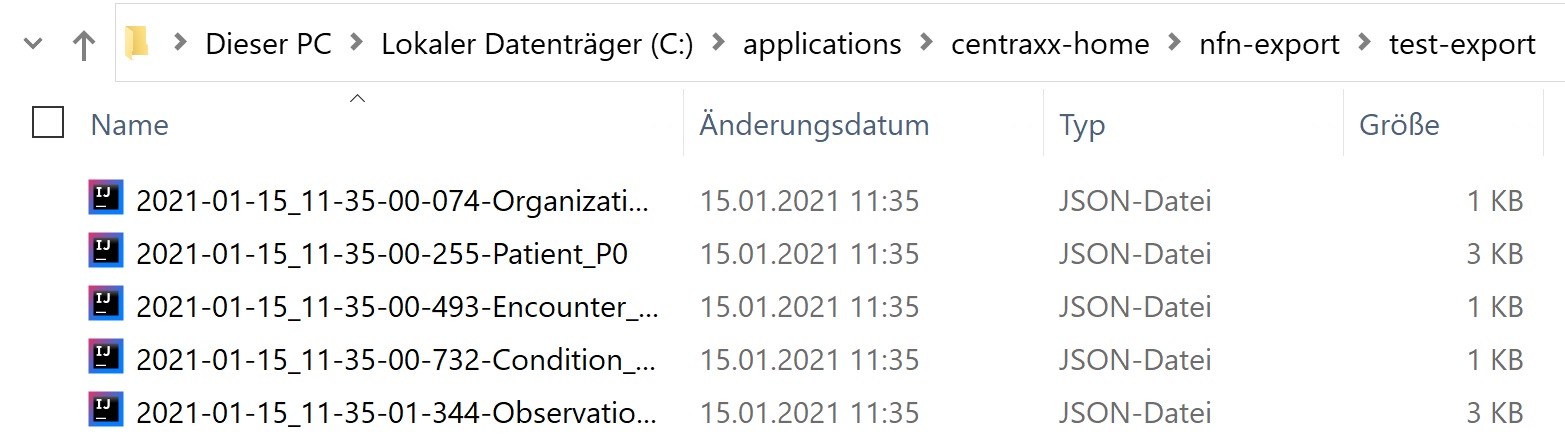 Dieser PC > Lokaler Datenträger (C:) > applications > centraxx-home > nfn-export > test-export
Name Änderungsdatum Typ Größe
IJ 2021-01-15_11-35-00-074-Organizati... 15.01.2021 11:35 JSON-Datei 1 KB
IJ 2021-01-15_11-35-00-255-Patient_P0 15.01.2021 11:35 JSON-Datei 3 KB
IJ 2021-01-15_11-35-00-493-Encounter_... 15.01.2021 11:35 JSON-Datei 1 KB
IJ 2021-01-15_11-35-00-732-Condition_... 15.01.2021 11:35 JSON-Datei 1 KB
IJ 2021-01-15_11-35-01-344-Observatio... 15.01.2021 11:35 JSON-Datei 3 KB